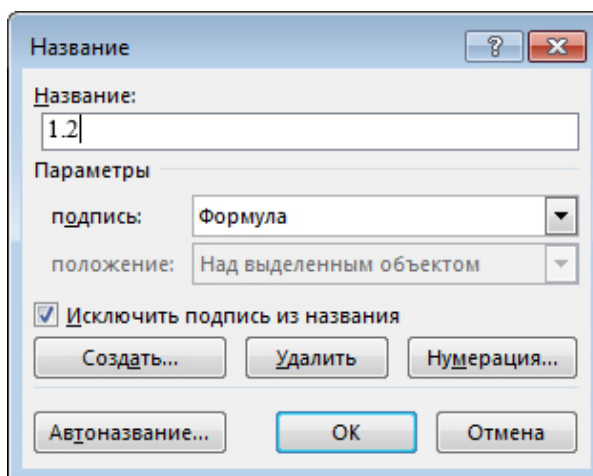 Название
?
Название:
1.2
Параметры
подпись: Формула
положение: Над выделенным объектом
Исключить подпись из названия
Создать... Удалить Нумерация...
Автоназвание... ОК Отмена